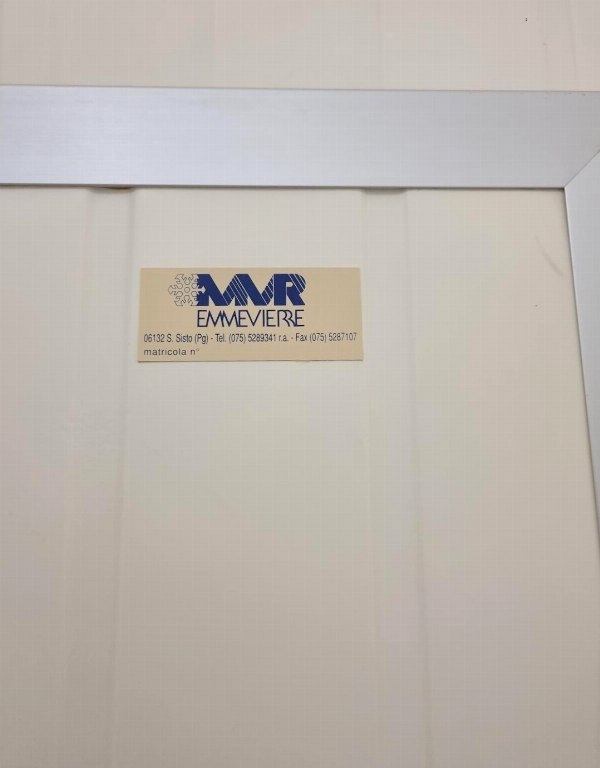 MVR
EMMEVIERRE
06132 S. Sisto (Pg) - Tel. (075) 5289341 r.a. - Fax (075) 5287107
matricola n°